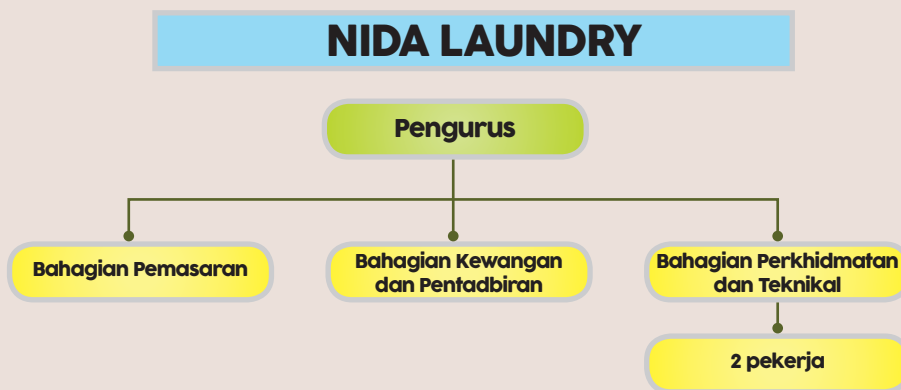 NIDA LAUNDRY
Pengurus
Bahagian Pemasaran
Bahagian Kewangan
dan Pentadbiran
Bahagian Perkhidmatan
dan Teknikal
2 pekerja